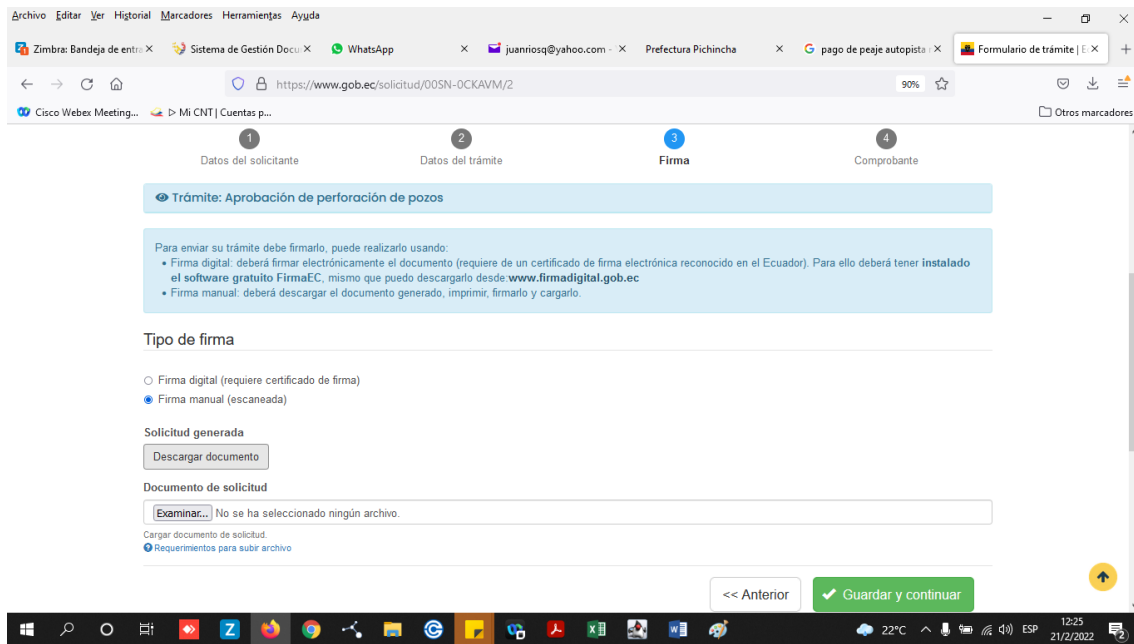 Archivo Editar Ver Historial Marcadores Herramientas Ayuda
Zimbra: Bandeja de entra
Sistema de Gestión Docu
WhatsApp
juanriosq@yahoo.com -
Prefectura Pichincha
pago de peaje autopista
Formulario de trámite | E
https://www.gob.ec/solicitud/00SN-0CKAVM/2
90%
Cisco Webex Meeting...
Mi CNT | Cuentas p...
Otros marcadores
1 2 3 4
Datos del solicitante Datos del trámite Firma Comprobante
Trámite: Aprobación de perforación de pozos
Para enviar su trámite debe firmarlo, puede realizarlo usando:
• Firma digital: deberá firmar electrónicamente el documento (requiere de un certificado de firma electrónica reconocido en el Ecuador). Para ello deberá tener instalado
el software gratuito FirmaEC, mismo que puedo descargarlo desde:www.firmadigital.gob.ec
• Firma manual: deberá descargar el documento generado, imprimir, firmarlo y cargarlo.
Tipo de firma
Firma digital (requiere certificado de firma)
Firma manual (escaneada)
Solicitud generada
Descargar documento
Documento de solicitud
Examinar... No se ha seleccionado ningún archivo.
Cargar documento de solicitud.
Requerimientos para subir archivo
<< Anterior
Guardar y continuar
22°C
ESP
12:25
21/2/2022
2